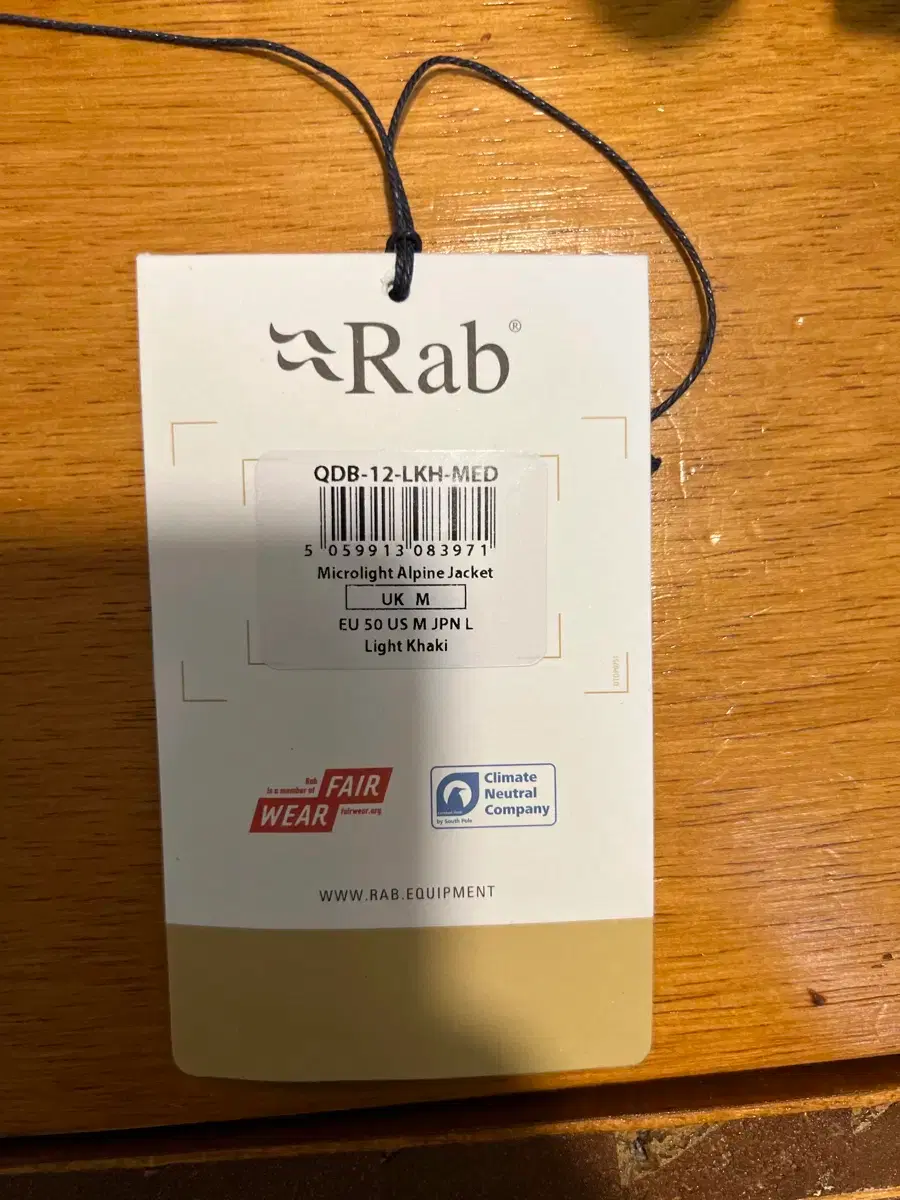 Rab®
QDB-12-LKH-MED
5 059913 083971
Microlight Alpine Jacket
UK M
EU 50 US M JPN L
Light Khaki
Rab
is a member of
FAIR
WEAR
fairwear.org
Climate
Neutral
Company
by South Pole
WWW.RAB.EQUIPMENT